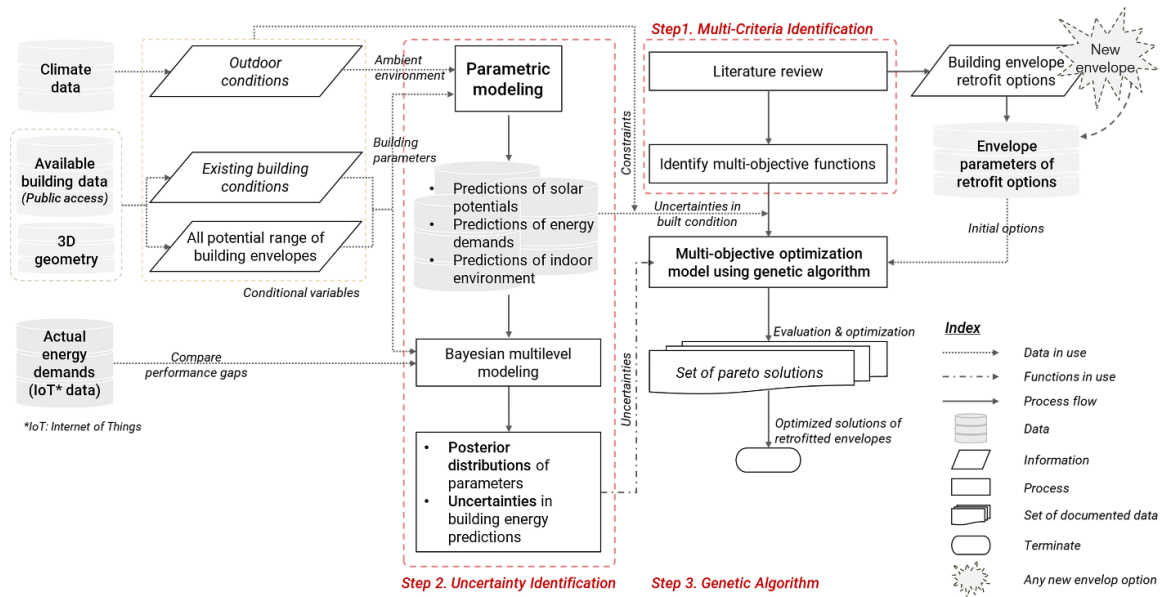 Step1. Multi-Criteria Identification
Climate
data
Outdoor
conditions
Ambient
environment
Parametric
modeling
Literature review
Building envelope
retrofit options
New
envelope
Available
building data
(Public access)
3D
geometry
Existing building
conditions
All potential range of
building envelopes
Building
parameters
Conditional variables
• Predictions of solar
potentials
• Predictions of energy
demands
• Predictions of indoor
environment
Constraints
Identify multi-objective functions
Envelope
parameters of
retrofit options
Uncertainties in
built condition
Initial options
Multi-objective optimization
model using genetic algorithm
Actual
energy
demands
(IoT* data)
Compare
performance gaps
*IoT: Internet of Things
Bayesian multilevel
modeling
Uncertainties
Evaluation & optimization
Set of pareto solutions
Optimized solutions of
retrofitted envelopes
• Posterior
distributions of
parameters
• Uncertainties in
building energy
predictions
Step 2. Uncertainty Identification
Step 3. Genetic Algorithm
Index
Data in use
Functions in use
Process flow
Data
Information
Process
Set of documented data
Terminate
Any new envelop option